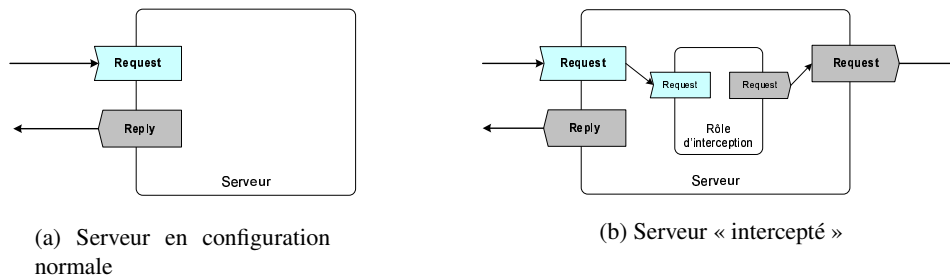 Request
Reply
Serveur
(a) Serveur en configuration
normale
Request
Request
Request
Request
Reply
Rôle
d'interception
Serveur
(b) Serveur « intercepté »